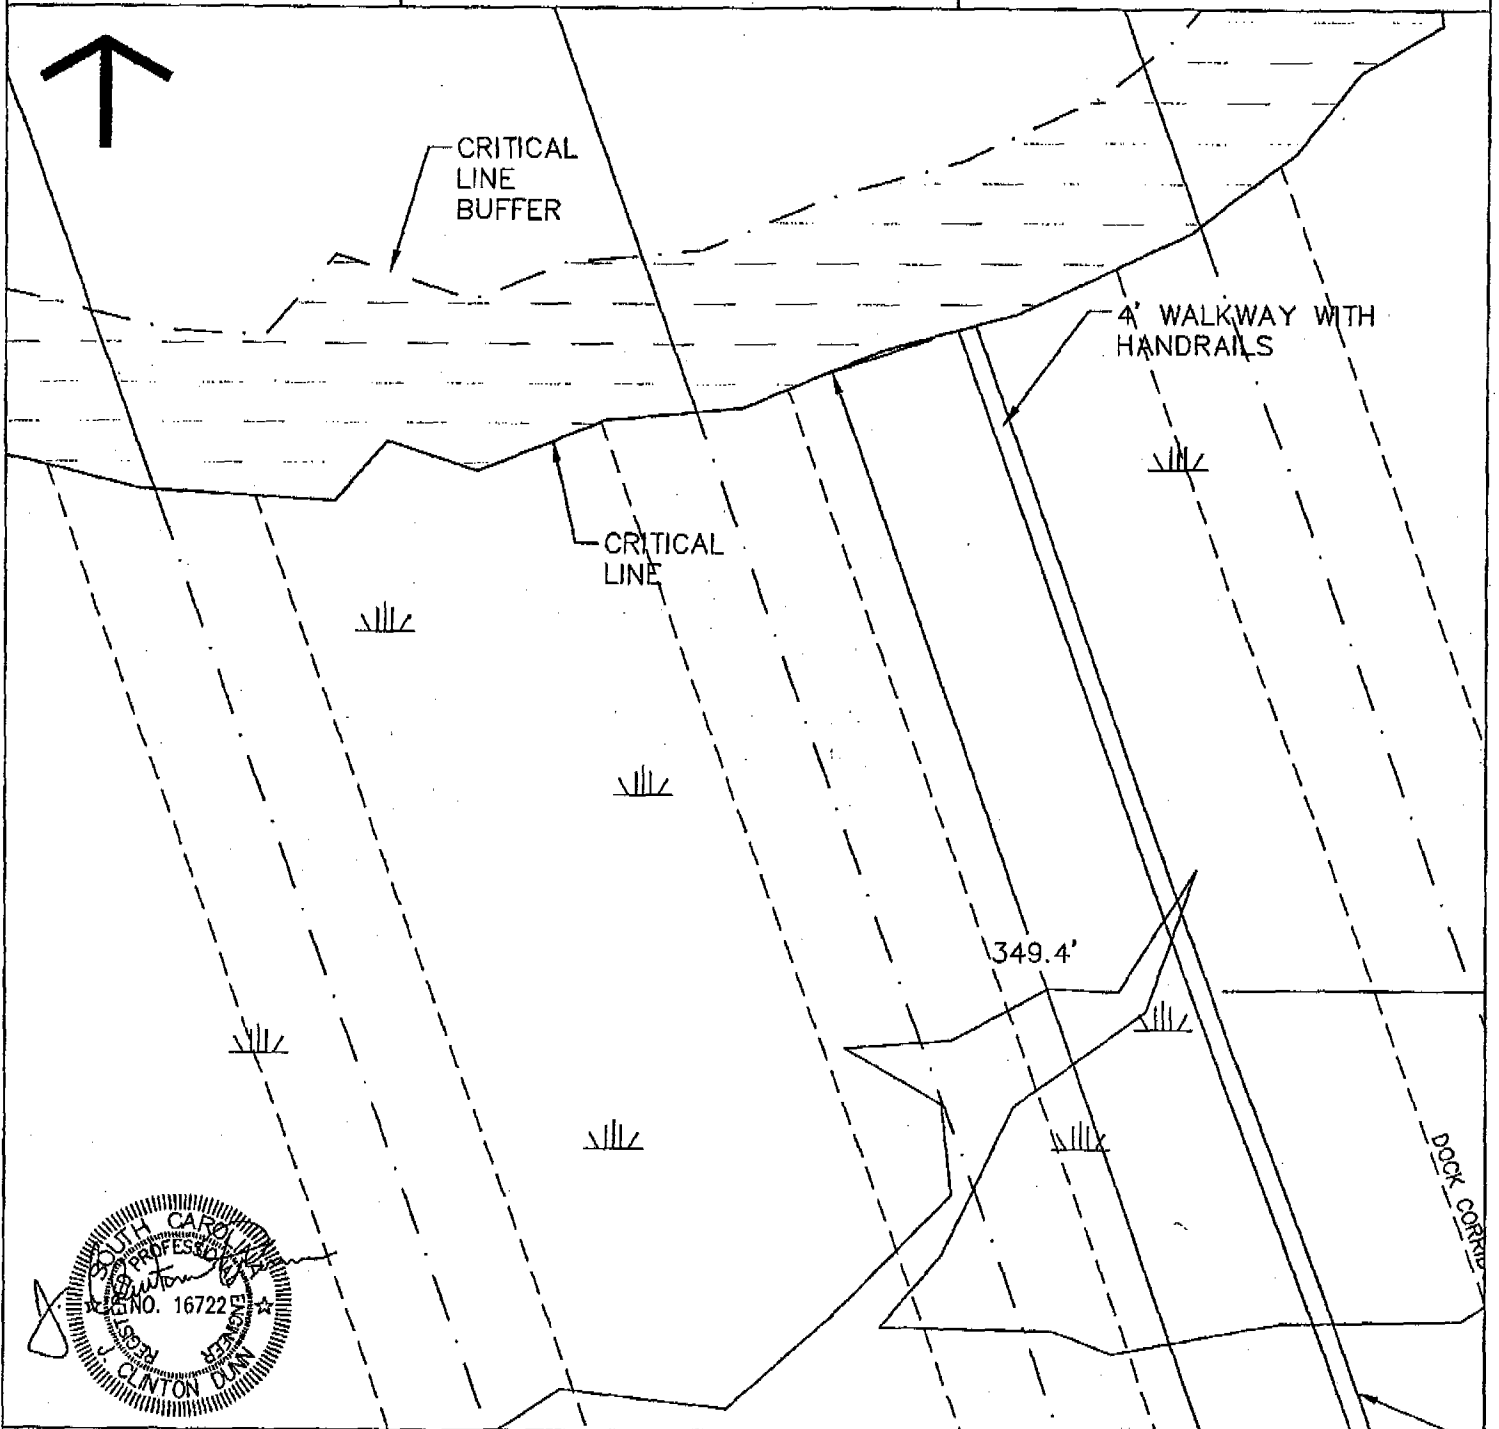 CRITICAL
LINE
BUFFER
4' WALKWAY WITH
HANDRAILS
CRITICAL
LINE
349.4'
DOCK CORRID
SOUTH CAROLINA
REGISTERED PROFESSIONAL ENGINEER
NO. 16722
J. CLINTON DUNN